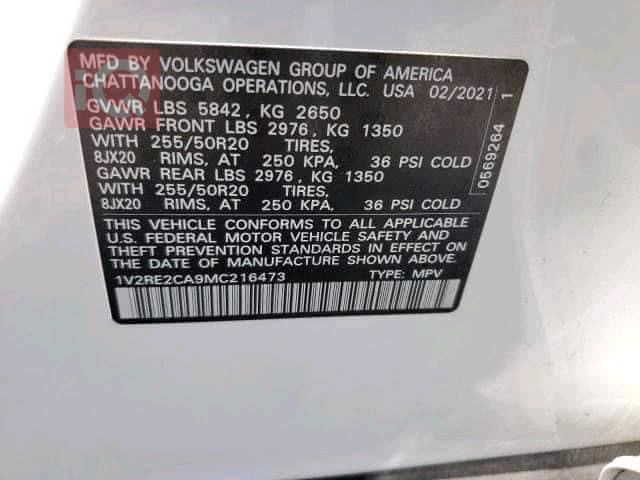 MFD BY VOLKSWAGEN GROUP OF AMERICA
CHATTANOOGA OPERATIONS, LLC. USA 02/2021
GVWR LBS 5842, KG 2650
GAWR FRONT LBS 2976, KG 1350
WITH 255/50R20 TIRES,
8JX20 RIMS, AT 250 KPA, 36 PSI COLD
GAWR REAR LBS 2976, KG 1350
WITH 255/50R20 TIRES,
8JX20 RIMS, AT 250 KPA, 36 PSI COLD
THIS VEHICLE CONFORMS TO ALL APPLICABLE
U.S. FEDERAL MOTOR VEHICLE SAFETY AND
THEFT PREVENTION STANDARDS IN EFFECT
ON THE DATE OF MANUFACTURE SHOWN ABOVE.
1V2RE2CA9MC216473 TYPE: MPV
0569264 1
iQ